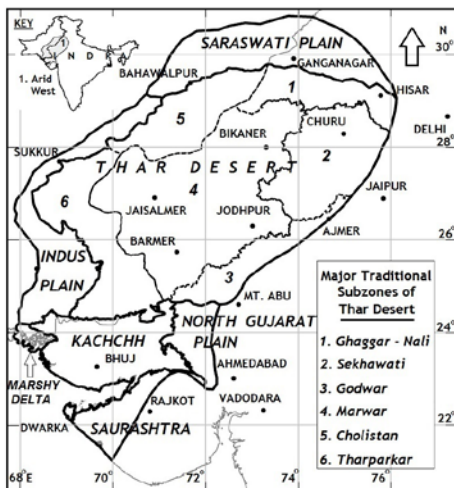 KEY
I N D I A
1. Arid
West
SARASWATI PLAIN
GANGANAGAR
BAHAWALPUR
N
30°
1
HISAR
5
CHURU
BIKANER
DELHI
SUKKUR
28°
THAR DESERT
2
4
6
JAISALMER
JODHPUR
JAIPUR
AJMER
BARMER
26°
INDUS
PLAIN
3
MT. ABU
NORTH GUJARAT
PLAIN
KACHCHH
BHUJ
24°
MARSHY
DELTA
AHMEDABAD
RAJKOT
VADODARA
DWARKA
SAURASHTRA
22°
68°E
70°
72°
74°
76°
Major Traditional
Subzones of
Thar Desert
1. Ghaggar - Nali
2. Sekhawati
3. Godwar
4. Marwar
5. Cholistan
6. Tharparkar